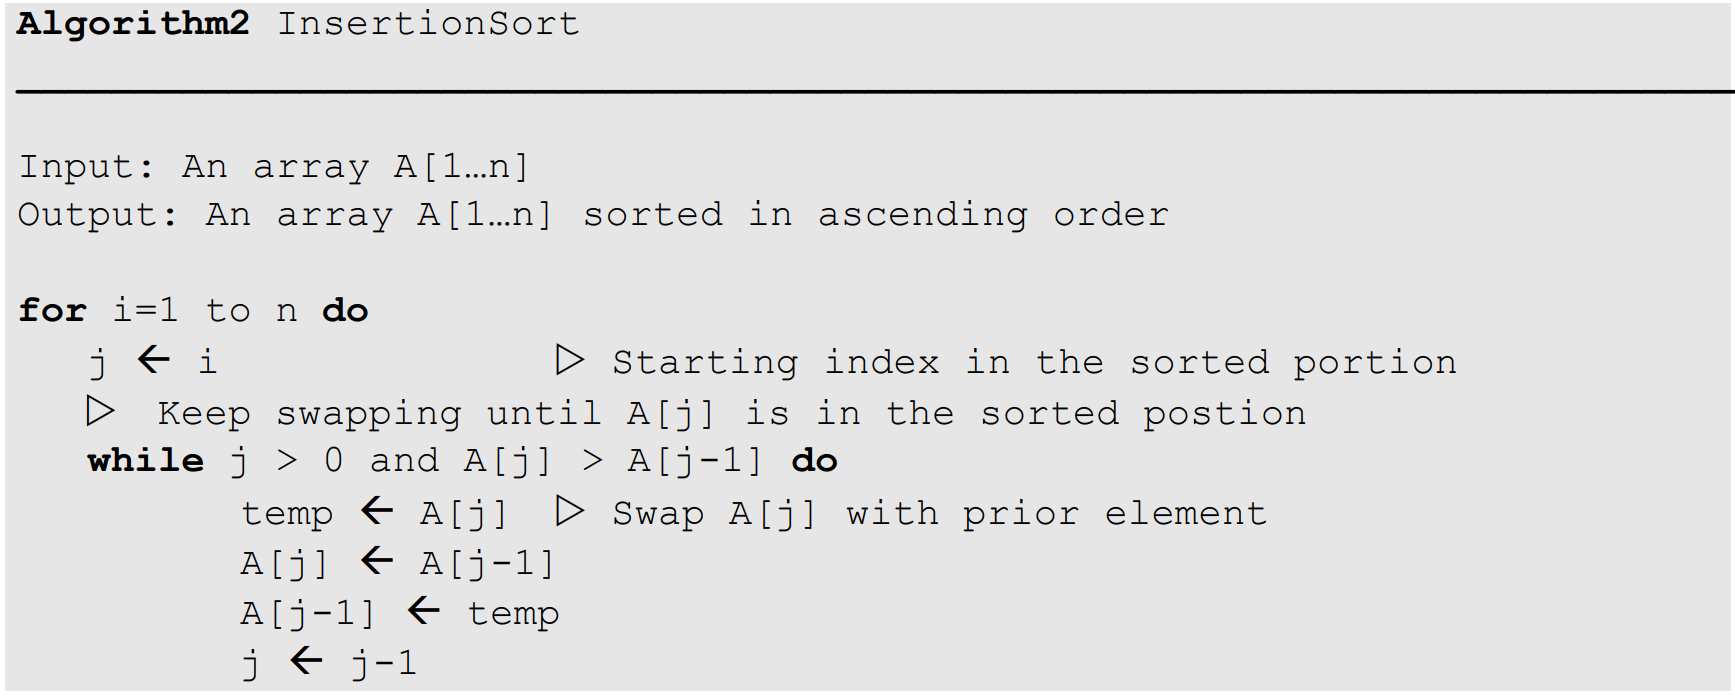 Algorithm2 InsertionSort
Input: An array A[1…n]
Output: An array A[1…n] sorted in ascending order
for i=1 to n do
j ← i ▷ Starting index in the sorted portion
▷ Keep swapping until A[j] is in the sorted postion
while j > 0 and A[j] > A[j-1] do
temp ← A[j] ▷ Swap A[j] with prior element
A[j] ← A[j-1]
A[j-1] ← temp
j ← j-1